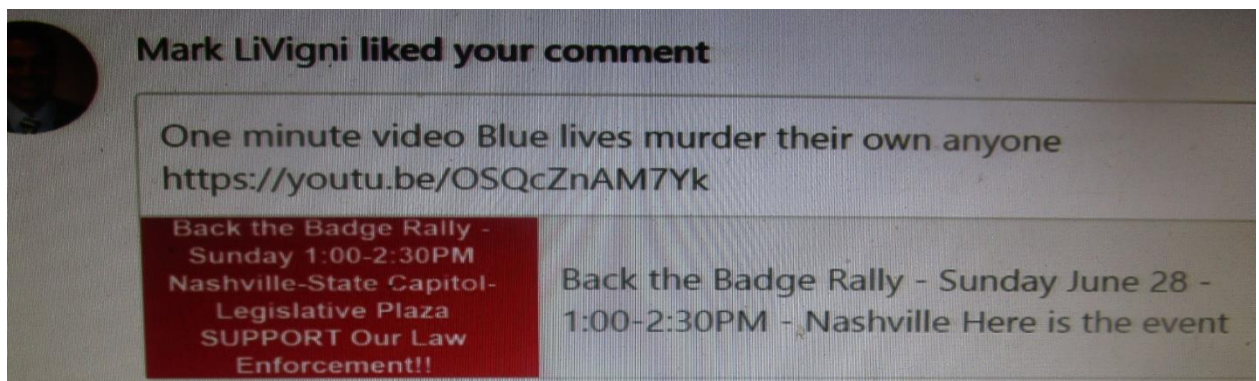 Mark LiVigni liked your comment
One minute video Blue lives murder their own anyone
https://youtu.be/OSQcZnAM7Yk
Back the Badge Rally -
Sunday 1:00-2:30PM
Nashville-State Capitol-
Legislative Plaza
SUPPORT Our Law
Enforcement!!
Back the Badge Rally - Sunday June 28 -
1:00-2:30PM - Nashville Here is the event